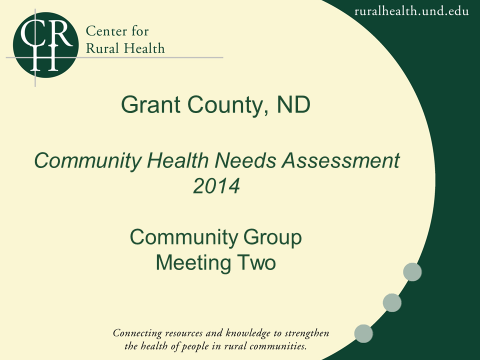 ruralhealth.und.edu
CR
H
Center for
Rural Health
Grant County, ND
Community Health Needs Assessment
2014
Community Group
Meeting Two
Connecting resources and knowledge to strengthen
the health of people in rural communities.